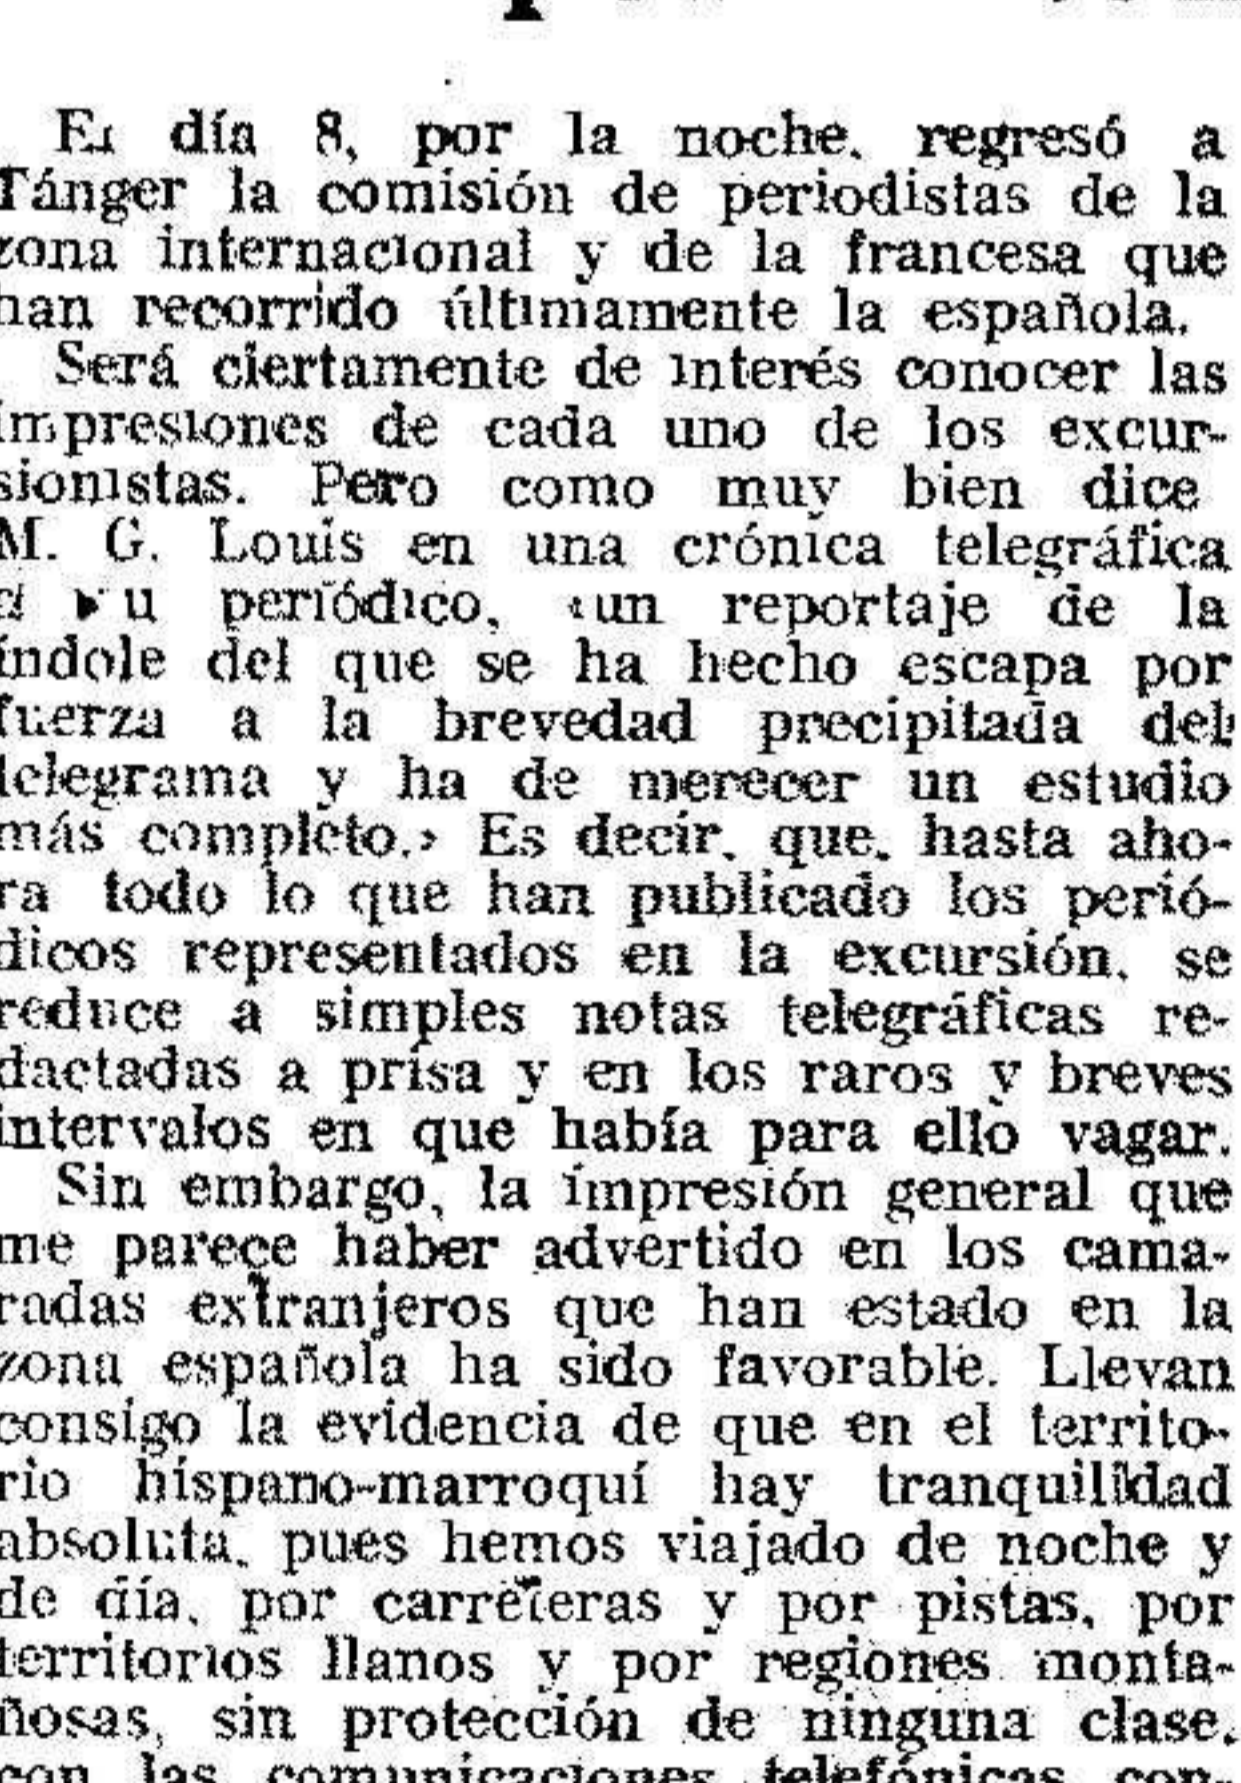 El día 8, por la noche, regresó a
Tánger la comisión de periodistas de la
zona internacional y de la francesa que
han recorrido últimamente la española.
Será ciertamente de interés conocer las
impresiones de cada uno de los excur-
sionistas. Pero como muy bien dice
M. G. Louis en una crónica telegráfica
periódico, «un reportaje de la
índole del que se ha hecho escapa por
fuerza a la brevedad precipitada del
telegrama y ha de merecer un estudio
más completo.» Es decir, que, hasta aho-
ra todo lo que han publicado los perió-
dicos representados en la excursión, se
reduce a simples notas telegráficas re-
dactadas a prisa y en los raros y breves
intervalos en que había para ello vagar.
Sin embargo, la impresión general que
me parece haber advertido en los cama-
radas extranjeros que han estado en la
zona española ha sido favorable. Llevan
consigo la evidencia de que en el territo-
rio hispano-marroquí hay tranquilidad
absoluta, pues hemos viajado de noche y
de día, por carreteras y por pistas, por
territorios llanos y por regiones monta-
ñosas, sin protección de ninguna clase,
con las comunicaciones telefónicas con-